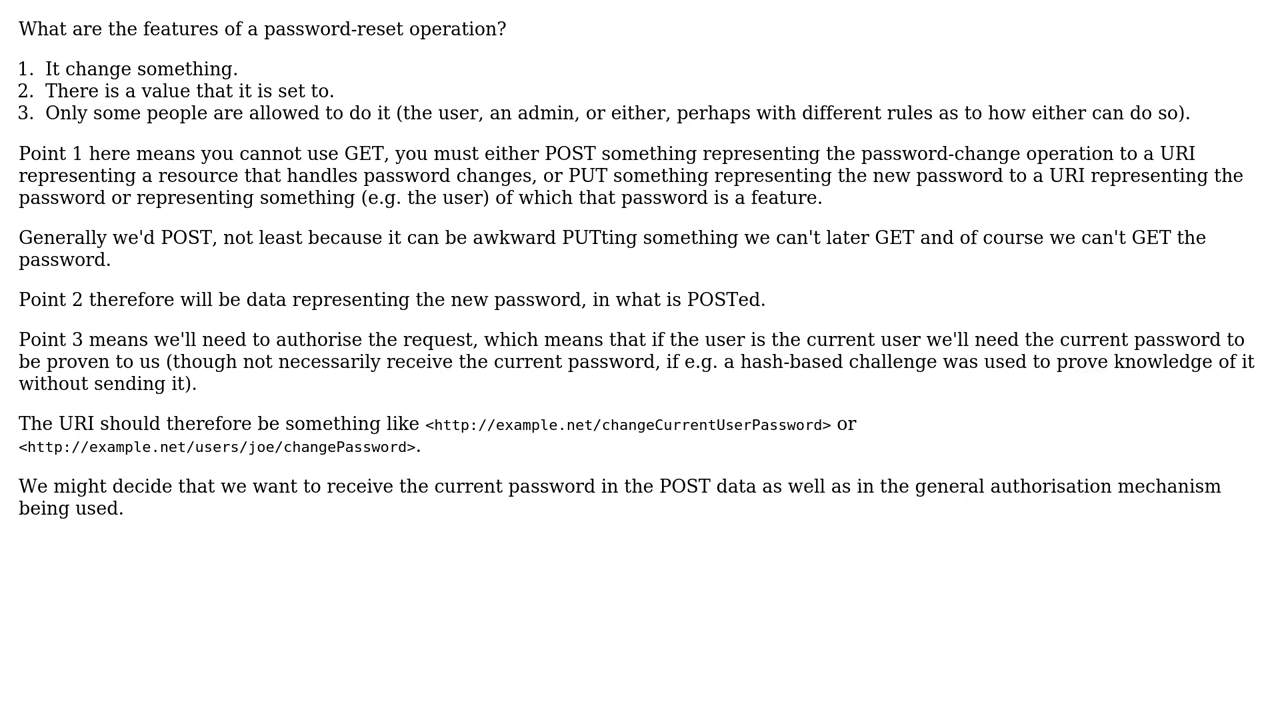 What are the features of a password-reset operation?
1. It change something.
2. There is a value that it is set to.
3. Only some people are allowed to do it (the user, an admin, or either, perhaps with different rules as to how either can do so).
Point 1 here means you cannot use GET, you must either POST something representing the password-change operation to a URI
representing a resource that handles password changes, or PUT something representing the new password to a URI representing the
password or representing something (e.g. the user) of which that password is a feature.
Generally we'd POST, not least because it can be awkward PUTting something we can't later GET and of course we can't GET the
password.
Point 2 therefore will be data representing the new password, in what is POSTed.
Point 3 means we'll need to authorise the request, which means that if the user is the current user we'll need the current password to
be proven to us (though not necessarily receive the current password, if e.g. a hash-based challenge was used to prove knowledge of it
without sending it).
The URI should therefore be something like <http://example.net/changeCurrentUserPassword> or
<http://example.net/users/joe/changePassword>.
We might decide that we want to receive the current password in the POST data as well as in the general authorisation mechanism
being used.